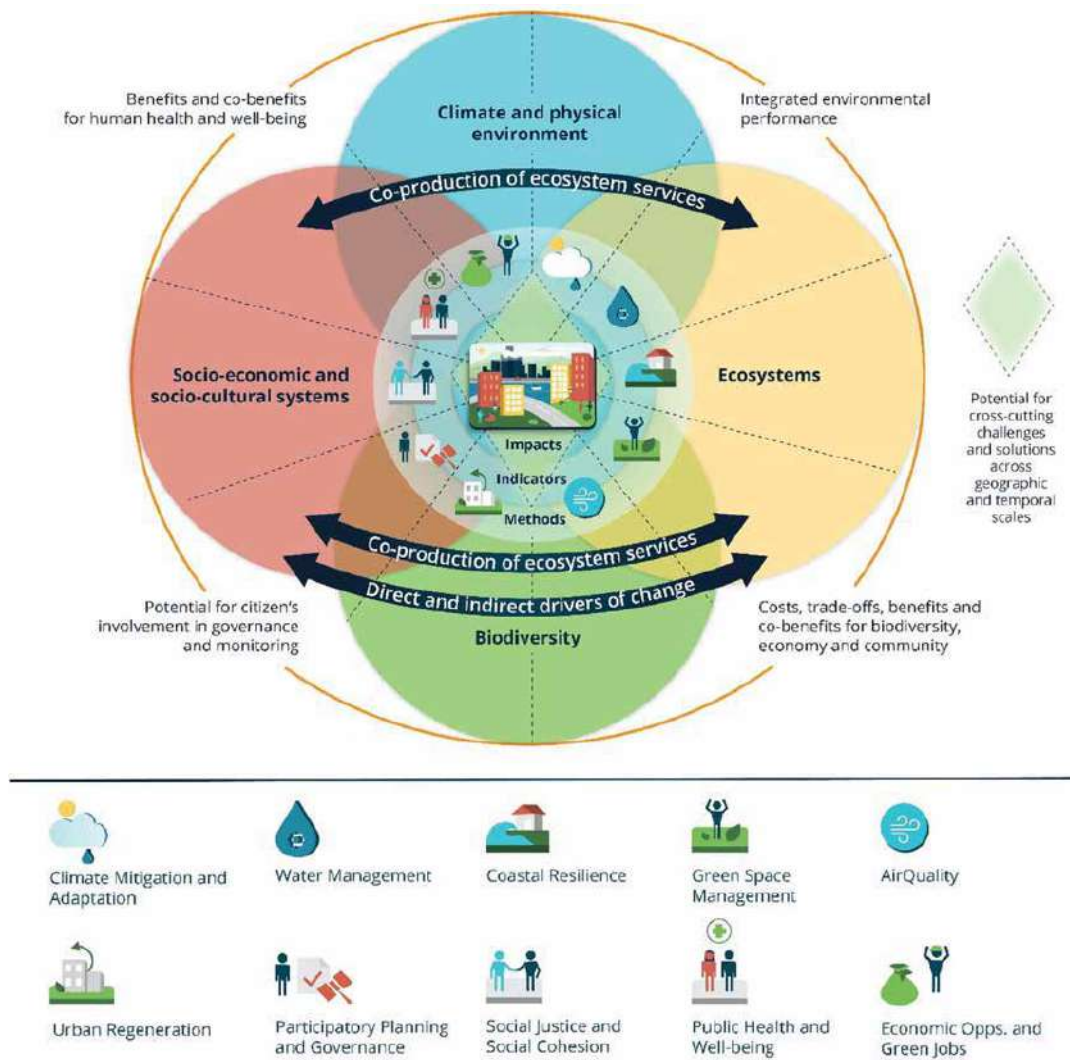 Benefits and co-benefits
for human health and well-being
Integrated environmental
performance
Climate and physical
environment
Co-production of ecosystem services
Socio-economic and
socio-cultural systems
Ecosystems
Potential for
cross-cutting
challenges
and solutions
across
geographic
and temporal
scales
Impacts
Indicators
Methods
Co-production of ecosystem services
Direct and indirect drivers of change
Biodiversity
Potential for citizen's
involvement in governance
and monitoring
Costs, trade-offs, benefits and
co-benefits for biodiversity,
economy and community
Climate Mitigation and
Adaptation
Water Management
Coastal Resilience
Green Space
Management
AirQuality
Urban Regeneration
Participatory Planning
and Governance
Social Justice and
Social Cohesion
Public Health and
Well-being
Economic Opps. and
Green Jobs